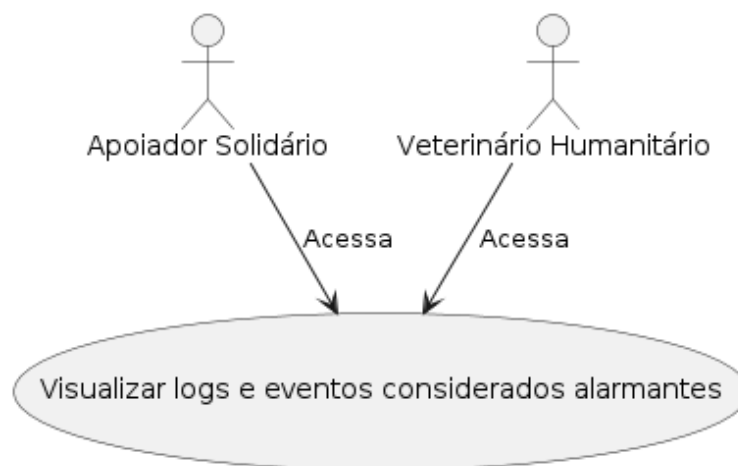 Apoiador Solidário
Veterinário Humanitário
Acessa
Acessa
Visualizar logs e eventos considerados alarmantes